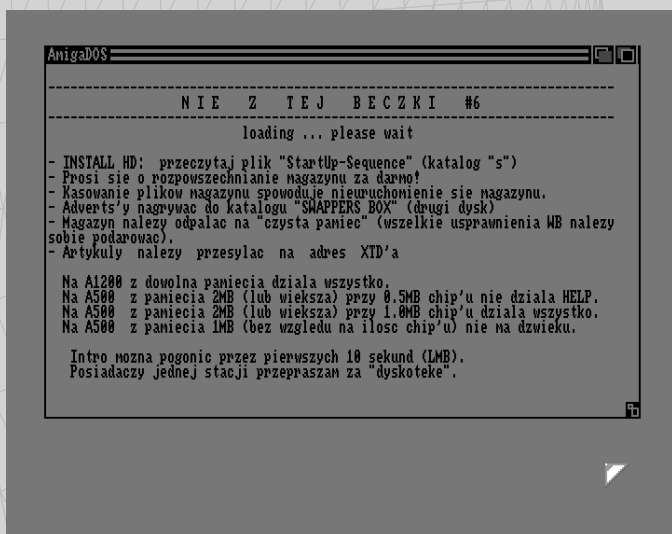 AmigaDOS
------------------------------------------------------------------------
N I E   Z   T E J   B E C Z K I   #6
------------------------------------------------------------------------
loading ... please wait
- INSTALL HD:  przeczytaj plik "StartUp-Sequence" (katalog "s")
- Prosi sie o rozpowszechnianie magazynu za darmo!
- Kasowanie plikow magazynu spowoduje nieuruchomienie sie magazynu.
- Adverts'y nagrywac do katalogu "SWAPPERS BOX" (drugi dysk)
- Magazyn nalezy odpalac na "czysta pamiec" (wszelkie usprawnienia WB nalezy
sobie podarowac).
- Artykuly  nalezy  przesylac  na  adres  XTD'a
Na A1200 z dowolna pamiecia dziala wszystko.
Na A500  z pamiecia 2MB (lub wieksza) przy 0.5MB chip'u nie dziala HELP.
Na A500  z pamiecia 2MB (lub wieksza) przy 1.0MB chip'u dziala wszystko.
Na A500  z pamiecia 1MB (bez wzgledu na ilosc chip'u) nie ma dzwieku.
Intro mozna pogonic przez pierwszych 10 sekund (LMB).
Posiadaczy jednej stacji przepraszam za "dyskoteke".